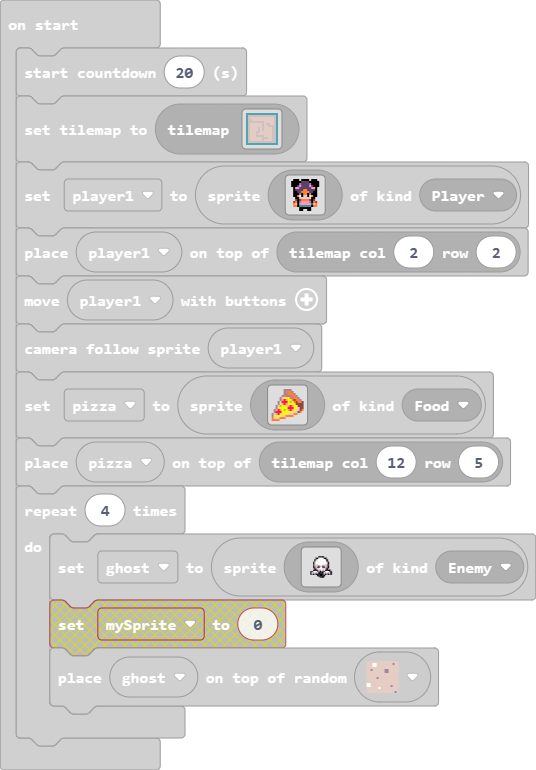 on start
start countdown 20 (s)
set tilemap to tilemap
set player1 to sprite of kind Player
place player1 on top of tilemap col 2 row 2
move player1 with buttons
camera follow sprite player1
set pizza to sprite of kind Food
place pizza on top of tilemap col 12 row 5
repeat 4 times
do
set ghost to sprite of kind Enemy
set mySprite to 0
place ghost on top of random